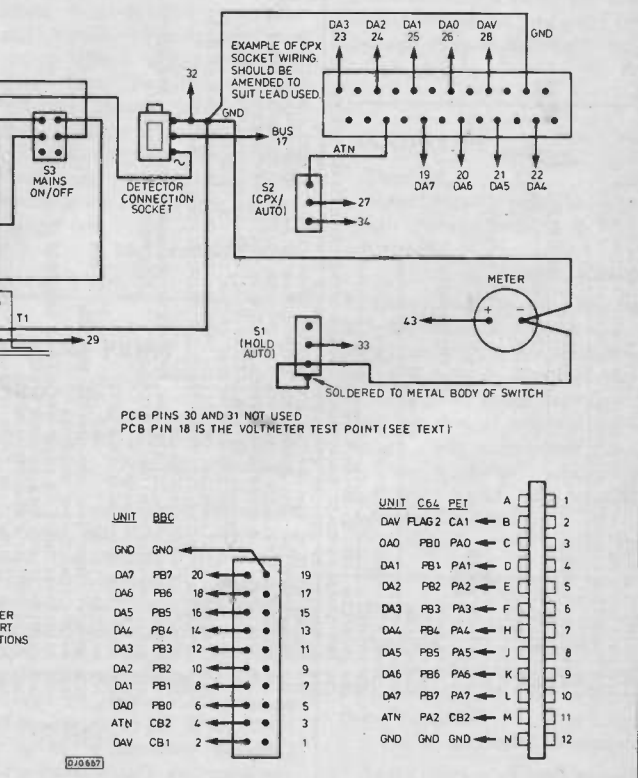 DA3 DA2 DA1 DA0 DAV
23 24 25 26 28
GND
EXAMPLE OF CPX
SOCKET WIRING.
SHOULD BE
AMENDED TO
SUIT LEAD USED.
32
GND
BUS
17
ATN
S3
MAINS
ON/OFF
DETECTOR
CONNECTION
SOCKET
S2
(CPX/
AUTO)
27
34
19 20 21 22
DA7 DA6 DA5 DA4
METER
+ -
43
T1
29
S1
(HOLD
AUTO)
33
SOLDERED TO METAL BODY OF SWITCH
PCB PINS 30 AND 31 NOT USED
PCB PIN 18 IS THE VOLTMETER TEST POINT (SEE TEXT)
UNIT BBC
GND GND
DA7 PB7 20 19
DA6 PB6 18 17
DA5 PB5 16 15
DA4 PB4 14 13
DA3 PB3 12 11
DA2 PB2 10 9
DA1 PB1 8 7
DA0 PB0 6 5
ATN CB2 4 3
DAV CB1 2 1
ER
RT
TIONS
DJ0667
UNIT C64 PET A 1
DAV FLAG2 CA1 B 2
0A0 PB0 PA0 C 3
DA1 PB1 PA1 D 4
DA2 PB2 PA2 E 5
DA3 PB3 PA3 F 6
DA4 PB4 PA4 H 7
DA5 PB5 PA5 J 8
DA6 PB6 PA6 K 9
DA7 PB7 PA7 L 10
ATN PA2 CB2 M 11
GND GND GND N 12